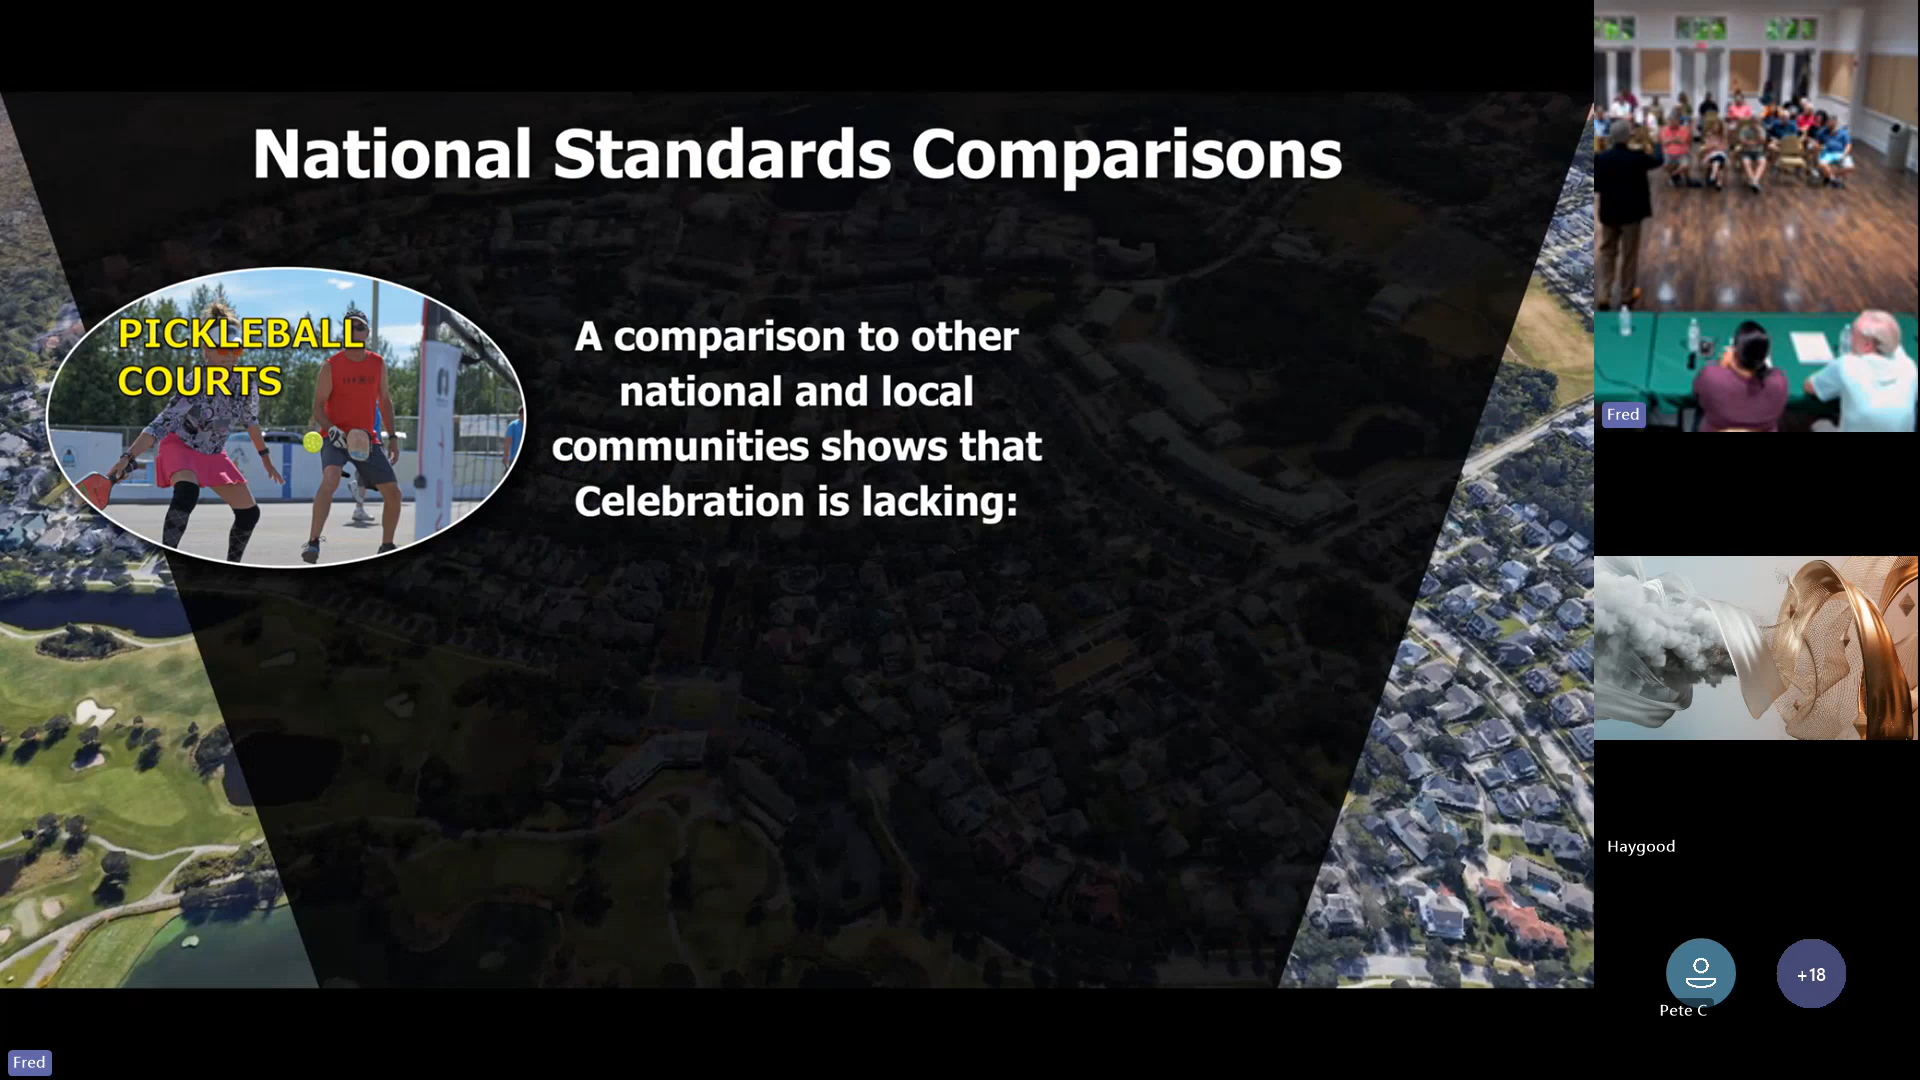 National Standards Comparisons
PICKLEBALL
COURTS
A comparison to other
national and local
communities shows that
Celebration is lacking:
Fred
Haygood
Pete C
+18
Fred